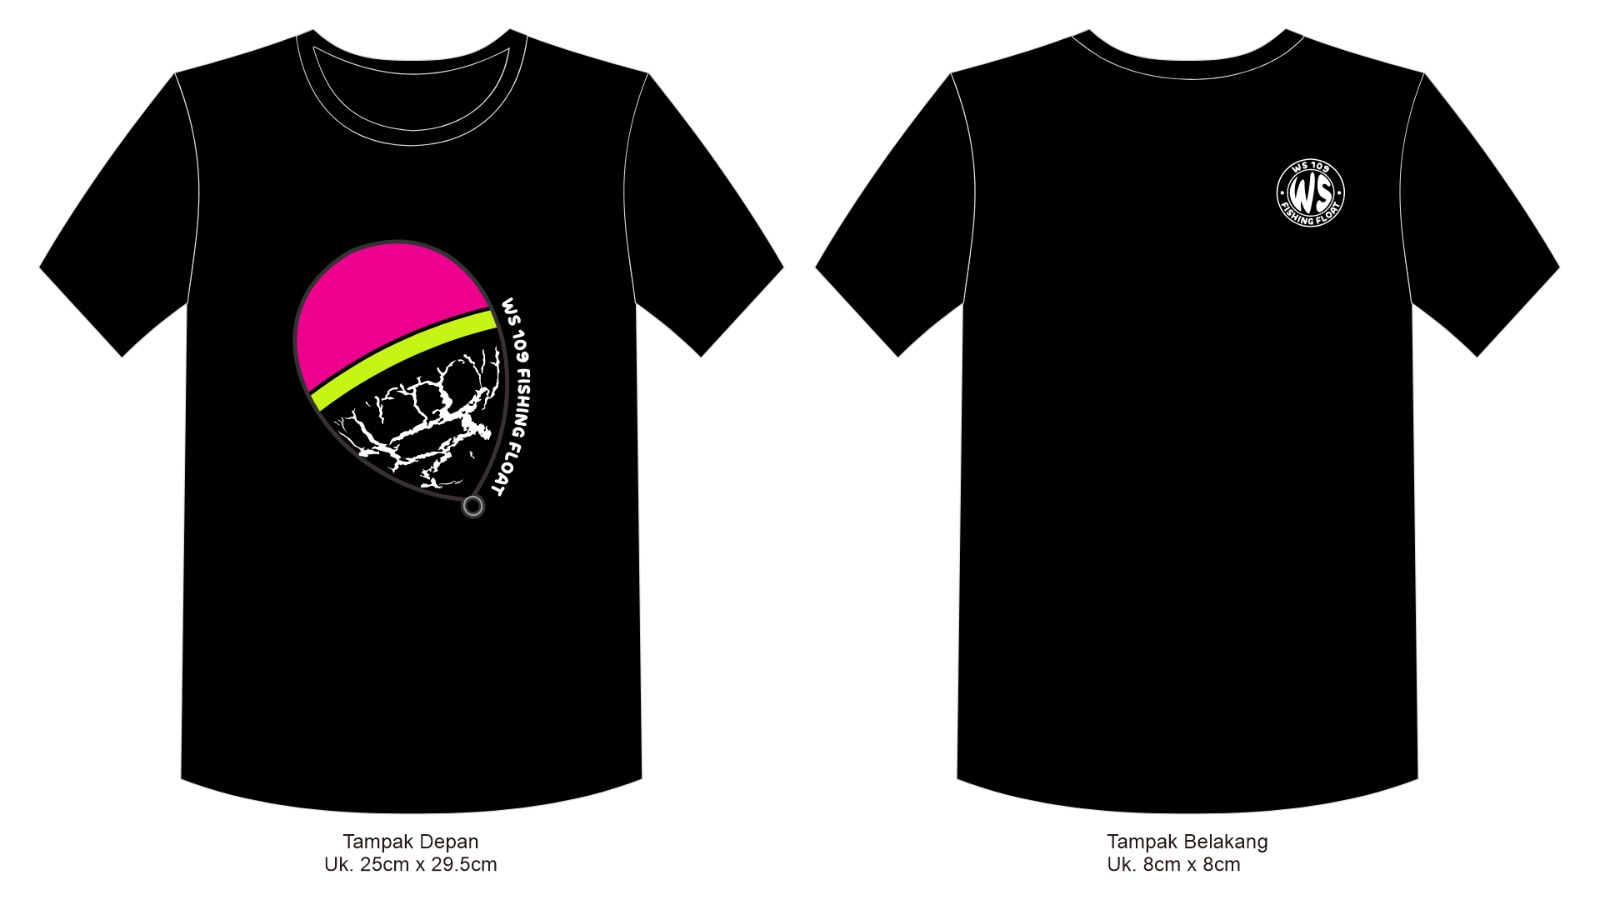 WS 109 FISHING FLOAT
WS 109
WS
FISHING FLOAT
Tampak Depan
Uk. 25cm x 29.5cm
Tampak Belakang
Uk. 8cm x 8cm